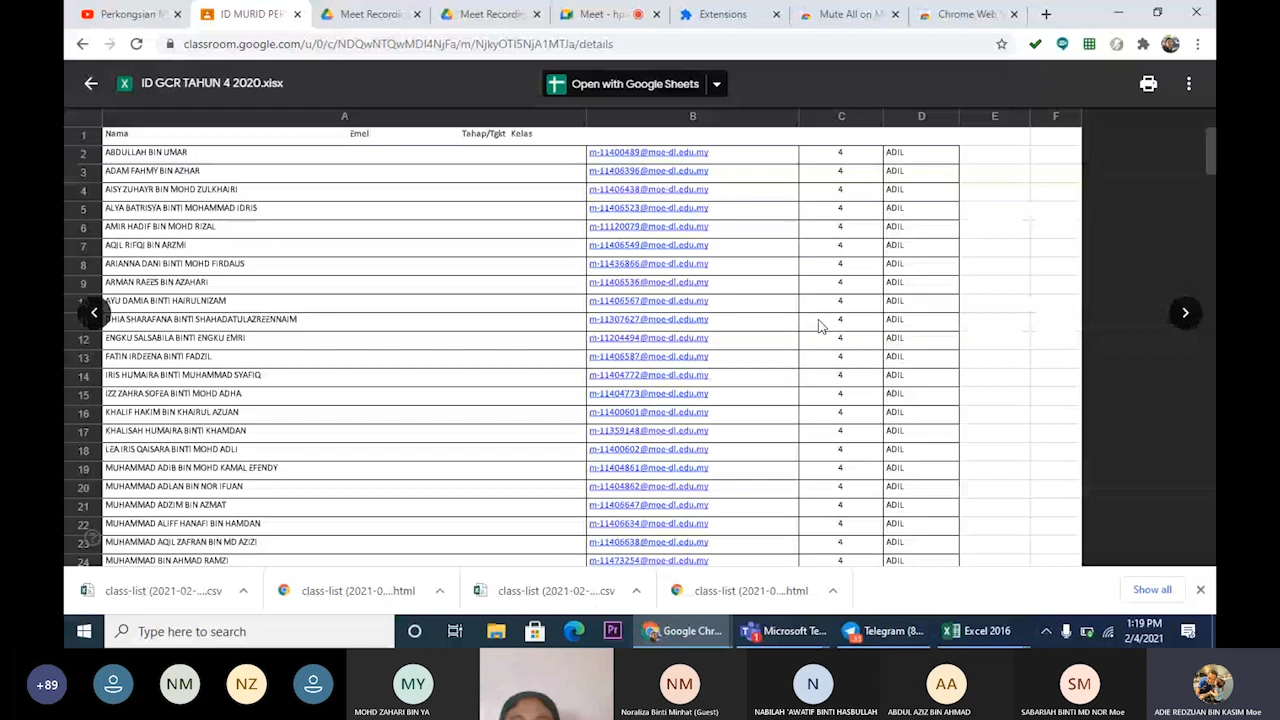 Perkongsian M
ID MURID PER
Meet Recordin
Meet Recordin
Meet - hp
Extensions
Mute All on M
Chrome Web
classroom.google.com/u/0/c/NDQwNTQwMDI4NjFa/m/NjkyOTI5NjA1MTJa/details
ID GCR TAHUN 4 2020.xlsx
Open with Google Sheets
A B C D E F
1 Nama Emel Tahap/Tgkt Kelas
2 ABDULLAH BIN UMAR m-11400489@moe-dl.edu.my 4 ADIL
3 ADAM FAHMY BIN AZHAR m-11406396@moe-dl.edu.my 4 ADIL
4 AISY ZUHAYR BIN MOHD ZULKHAIRI m-11406438@moe-dl.edu.my 4 ADIL
5 ALYA BATRISYA BINTI MOHAMMAD IDRIS m-11406523@moe-dl.edu.my 4 ADIL
6 AMIR HADIF BIN MOHD RIZAL m-11120079@moe-dl.edu.my 4 ADIL
7 AQIL RIFQI BIN ARZMI m-11406549@moe-dl.edu.my 4 ADIL
8 ARIANNA DANI BINTI MOHD FIRDAUS m-11436866@moe-dl.edu.my 4 ADIL
9 ARMAN RAEES BIN AZAHARI m-11406536@moe-dl.edu.my 4 ADIL
AYU DAMIA BINTI HAIRULNIZAM m-11406567@moe-dl.edu.my 4 ADIL
DHIA SHARAFANA BINTI SHAHADATULAZREENNAIM m-11307627@moe-dl.edu.my 4 ADIL
12 ENGKU SALSABILA BINTI ENGKU EMRI m-11204494@moe-dl.edu.my 4 ADIL
13 FATIN IRDEENA BINTI FADZIL m-11406587@moe-dl.edu.my 4 ADIL
14 IRIS HUMAIRA BINTI MUHAMMAD SYAFIQ m-11404772@moe-dl.edu.my 4 ADIL
15 IZZ ZAHRA SOFEA BINTI MOHD ADHA m-11404773@moe-dl.edu.my 4 ADIL
16 KHALIF HAKIM BIN KHAIRUL AZUAN m-11400601@moe-dl.edu.my 4 ADIL
17 KHALISAH HUMAIRA BINTI KHAMDAN m-11359148@moe-dl.edu.my 4 ADIL
18 LEA IRIS QAISARA BINTI MOHD ADLI m-11400602@moe-dl.edu.my 4 ADIL
19 MUHAMMAD ADIB BIN MOHD KAMAL EFENDY m-11404861@moe-dl.edu.my 4 ADIL
20 MUHAMMAD ADLAN BIN NOR IFUAN m-11404862@moe-dl.edu.my 4 ADIL
21 MUHAMMAD ADZIM BIN AZMAT m-11406647@moe-dl.edu.my 4 ADIL
22 MUHAMMAD ALIFF HANAFI BIN HAMDAN m-11406634@moe-dl.edu.my 4 ADIL
23 MUHAMMAD AQIL ZAFRAN BIN MD AZIZI m-11406638@moe-dl.edu.my 4 ADIL
24 MUHAMMAD BIN AHMAD RAMZI m-11473254@moe-dl.edu.my 4 ADIL
class-list (2021-02-....csv
class-list (2021-0....html
class-list (2021-02-....csv
class-list (2021-0....html
Show all
Type here to search
Pr
Google Chr...
Microsoft Te...
Telegram (8...
Excel 2016
1:19 PM
2/4/2021
+89
NM
NZ
MY
MOHD ZAHARI BIN YA
NM
Noraliza Binti Minhat (Guest)
N
NABILAH 'AWATIF BINTI HASBULLAH
AA
ABDUL AZIZ BIN AHMAD
SM
SABARIAH BINTI MD NOR Moe
ADIE REDZUAN BIN KASIM Moe